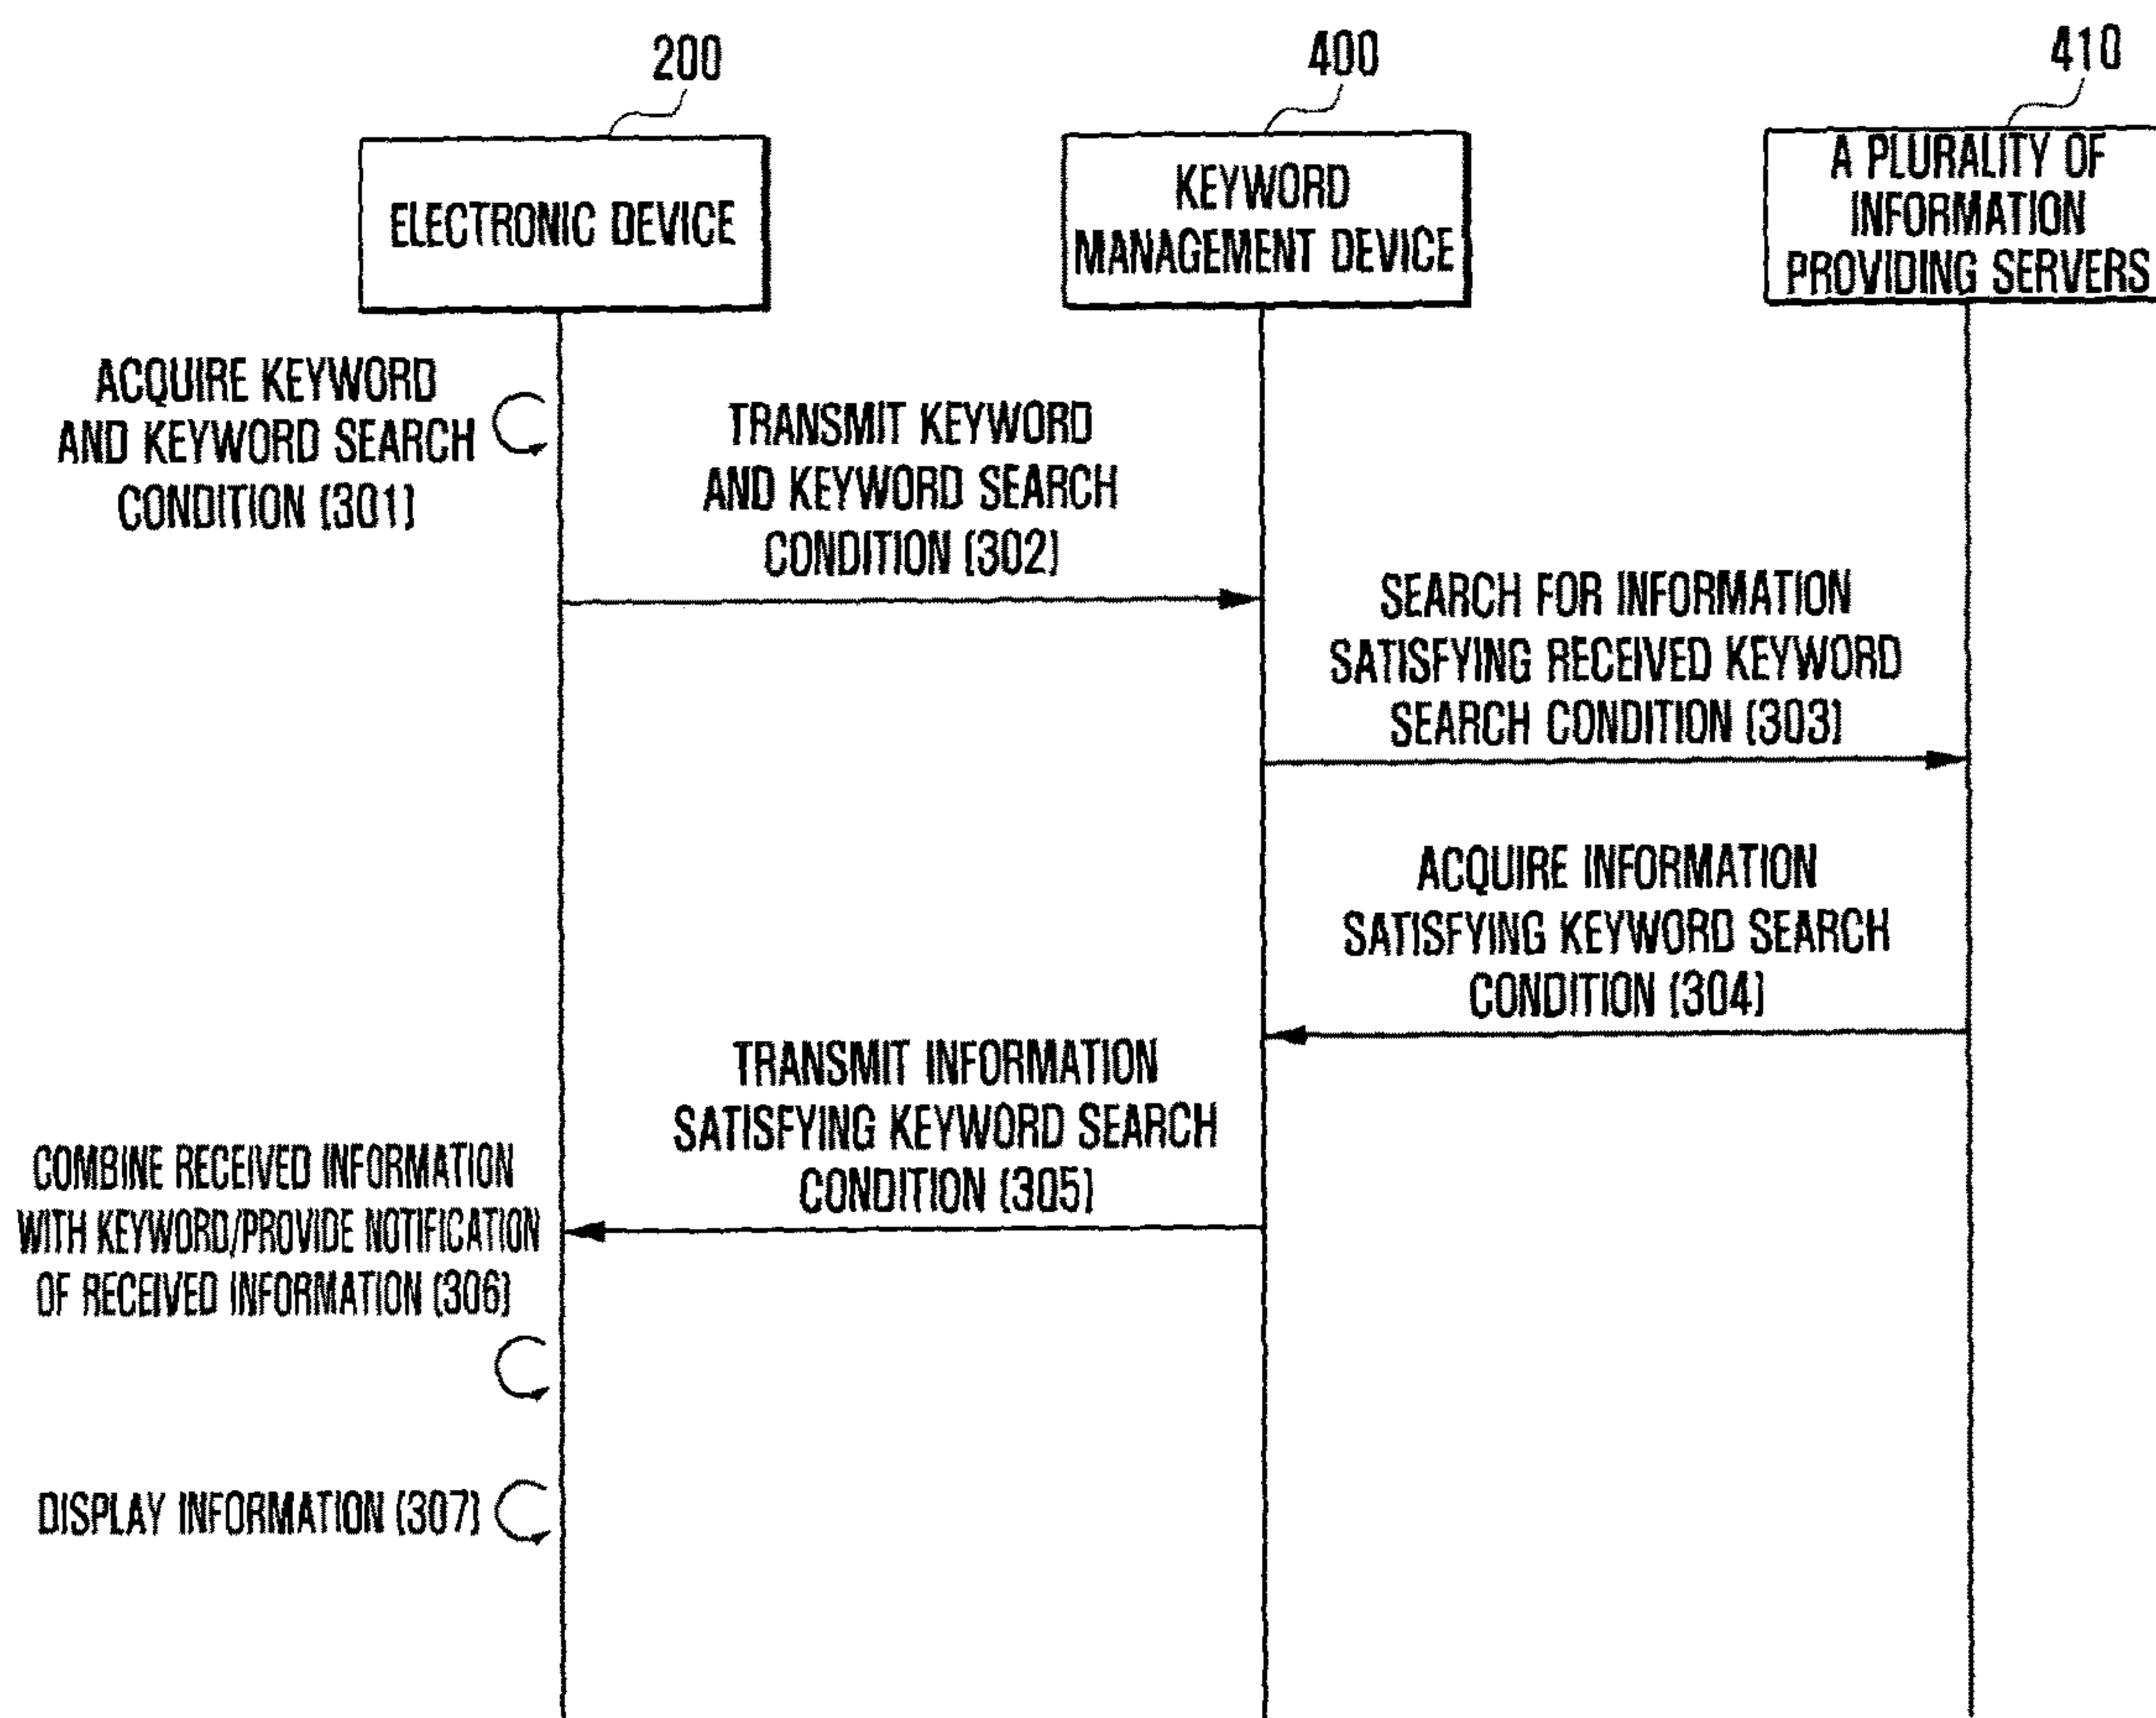 200
400
410
ELECTRONIC DEVICE
KEYWORD
MANAGEMENT DEVICE
A PLURALITY OF
INFORMATION
PROVIDING SERVERS
ACQUIRE KEYWORD
AND KEYWORD SEARCH
CONDITION (301)
TRANSMIT KEYWORD
AND KEYWORD SEARCH
CONDITION (302)
SEARCH FOR INFORMATION
SATISFYING RECEIVED KEYWORD
SEARCH CONDITION (303)
ACQUIRE INFORMATION
SATISFYING KEYWORD SEARCH
CONDITION (304)
TRANSMIT INFORMATION
SATISFYING KEYWORD SEARCH
CONDITION (305)
COMBINE RECEIVED INFORMATION
WITH KEYWORD/PROVIDE NOTIFICATION
OF RECEIVED INFORMATION (306)
DISPLAY INFORMATION (307)